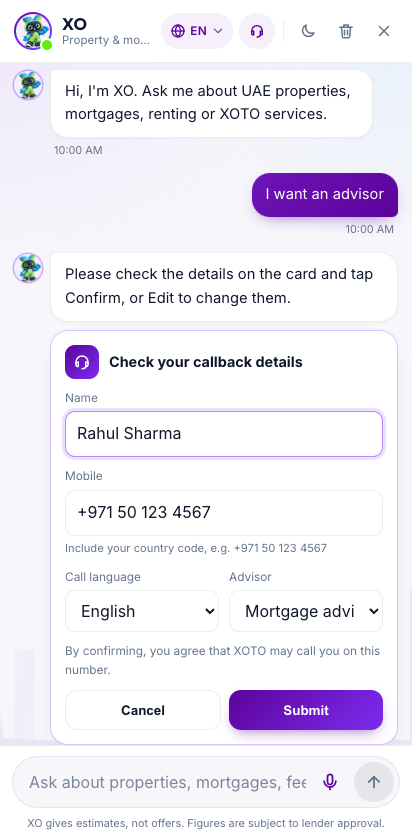 XO
Property & mo...
EN
Hi, I'm XO. Ask me about UAE properties,
mortgages, renting or XOTO services.
10:00 AM
I want an advisor
10:00 AM
Please check the details on the card and tap
Confirm, or Edit to change them.
Check your callback details
Name
Rahul Sharma
Mobile
+971 50 123 4567
Include your country code, e.g. +971 50 123 4567
Call language
Advisor
English
Mortgage advi
By confirming, you agree that XOTO may call you on this
number.
Cancel
Submit
Ask about properties, mortgages, fee
XO gives estimates, not offers. Figures are subject to lender approval.